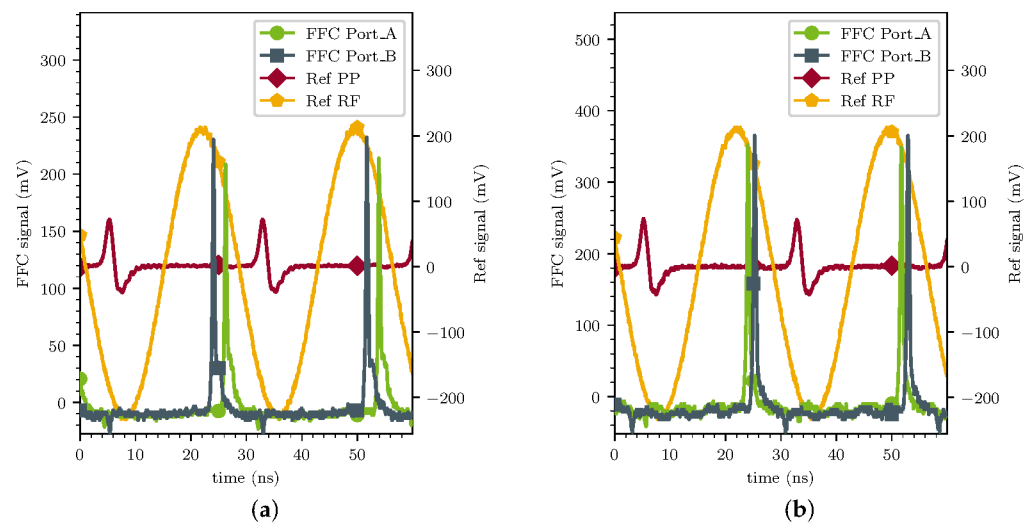 FFC Port_A
FFC Port_B
Ref PP
Ref RF
FFC signal (mV)
350
300
250
200
150
100
50
0
Ref signal (mV)
300
200
100
0
−100
−200
0 10 20 30 40 50
time (ns)
(a)
FFC Port_A
FFC Port_B
Ref PP
Ref RF
FFC signal (mV)
500
400
300
200
100
0
Ref signal (mV)
300
200
100
0
−100
−200
0 10 20 30 40 50
time (ns)
(b)